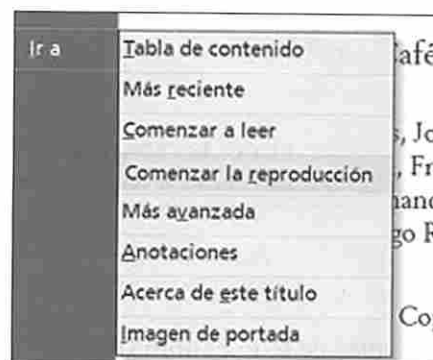 Ir a
Tabla de contenido
Más reciente
Comenzar a leer
Comenzar la reproducción
Más avanzada
Anotaciones
Acerca de este título
Imagen de portada